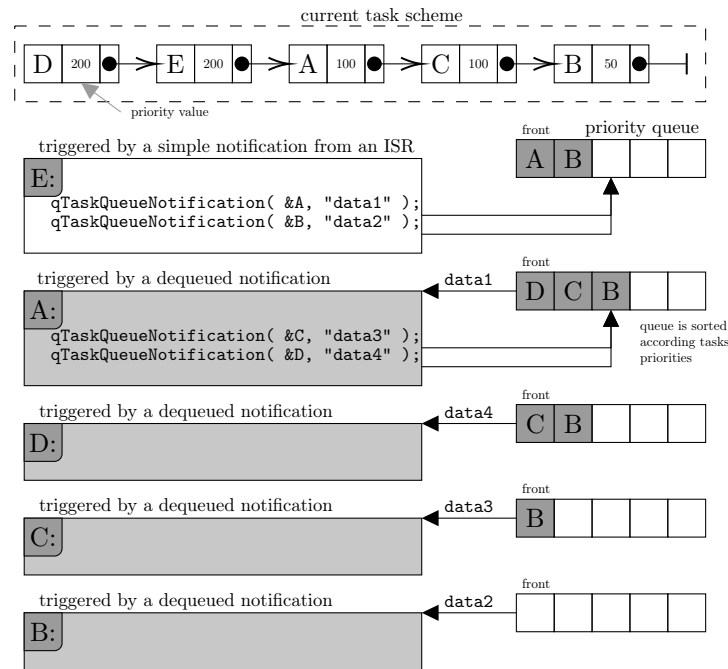 current task scheme
D 200 E 200 A 100 C 100 B 50
priority value
triggered by a simple notification from an ISR
front
priority queue
E:
A B
qTaskQueueNotification( &A, "data1" );
qTaskQueueNotification( &B, "data2" );
triggered by a dequeued notification
data1
front
A:
D C B
qTaskQueueNotification( &C, "data3" );
qTaskQueueNotification( &D, "data4" );
queue is sorted
according tasks
priorities
triggered by a dequeued notification
data4
front
D:
C B
triggered by a dequeued notification
data3
front
C:
B
triggered by a dequeued notification
data2
front
B: